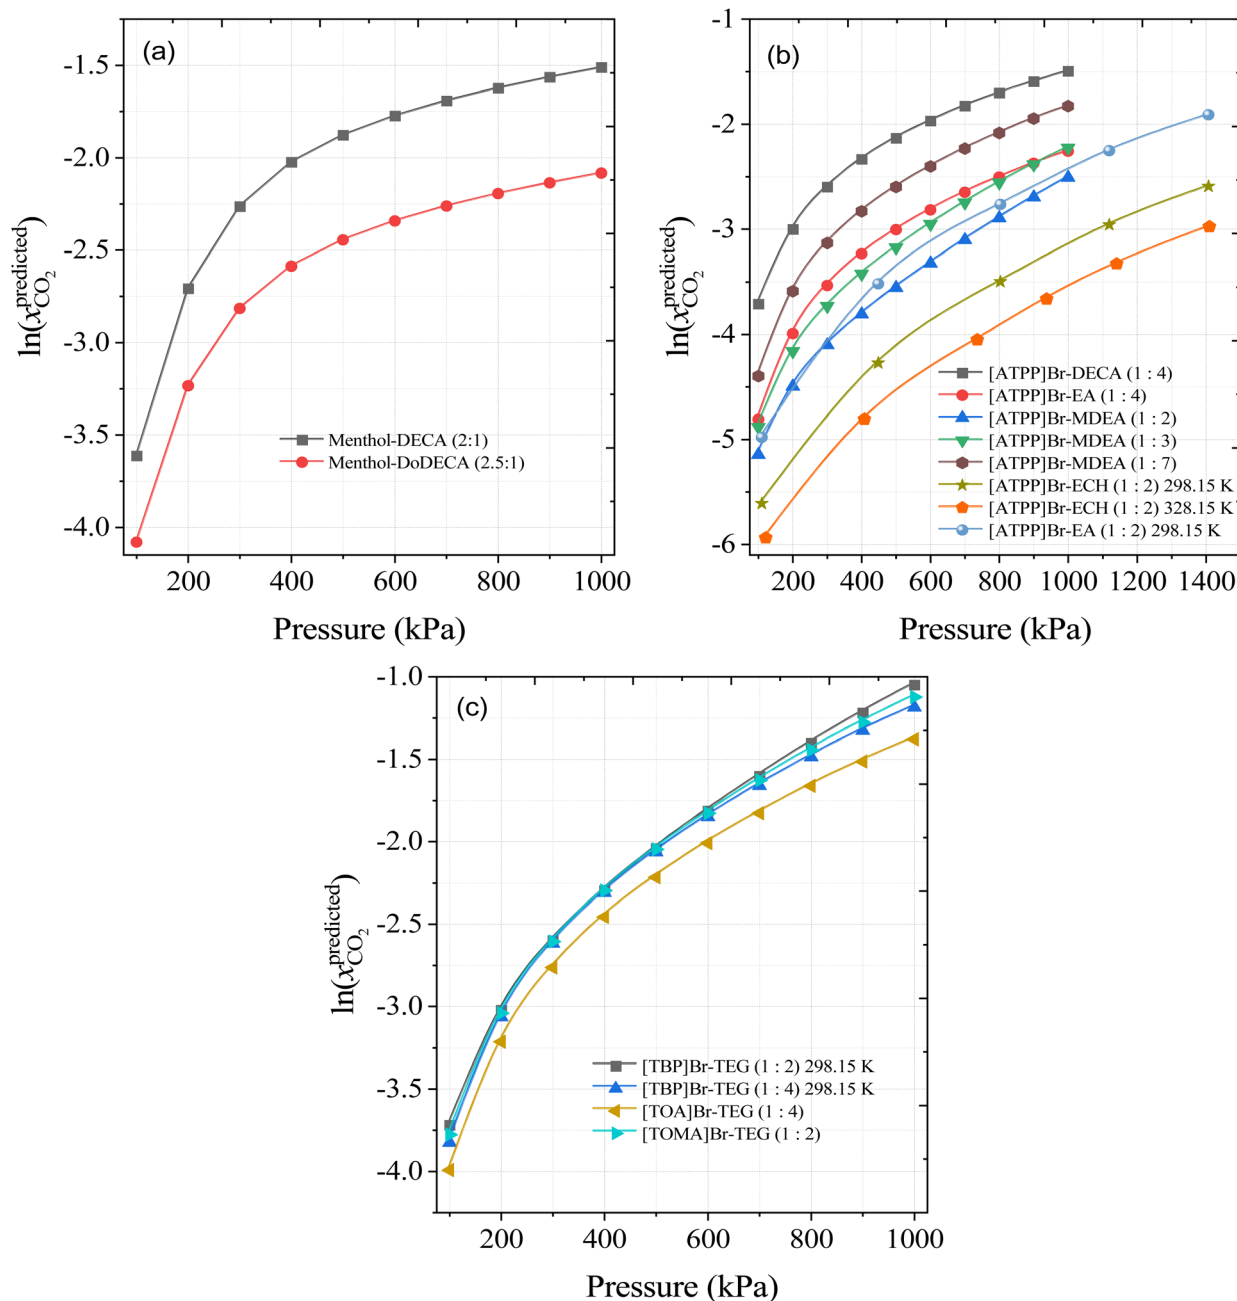 (a)
-1.5
-2.0
-2.5
-3.0
-3.5
-4.0
ln(x_CO2^predicted)
Menthol-DECA (2:1)
Menthol-DoDECA (2.5:1)
200 400 600 800 1000
Pressure (kPa)
(b)
-1
-2
-3
-4
-5
-6
ln(x_CO2^predicted)
[ATPP]Br-DECA (1 : 4)
[ATPP]Br-EA (1 : 4)
[ATPP]Br-MDEA (1 : 2)
[ATPP]Br-MDEA (1 : 3)
[ATPP]Br-MDEA (1 : 7)
[ATPP]Br-ECH (1 : 2) 298.15 K
[ATPP]Br-ECH (1 : 2) 328.15 K
[ATPP]Br-EA (1 : 2) 298.15 K
200 400 600 800 1000 1200 1400
Pressure (kPa)
(c)
-1.0
-1.5
-2.0
-2.5
-3.0
-3.5
-4.0
ln(x_CO2^predicted)
[TBP]Br-TEG (1 : 2) 298.15 K
[TBP]Br-TEG (1 : 4) 298.15 K
[TOA]Br-TEG (1 : 4)
[TOMA]Br-TEG (1 : 2)
200 400 600 800 1000
Pressure (kPa)